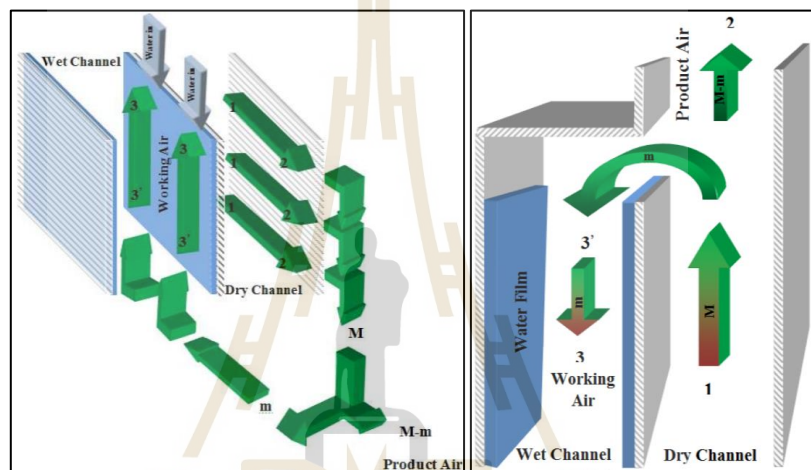 Wet Channel
Water in
Water in
3
3
Working Air
3'
3'
1
1
1
2
2
2
Dry Channel
M
m
M-m
Product Air
2
Product Air
M-m
m
3'
m
M
Water Film
3
Working
Air
1
Wet Channel
Dry Channel